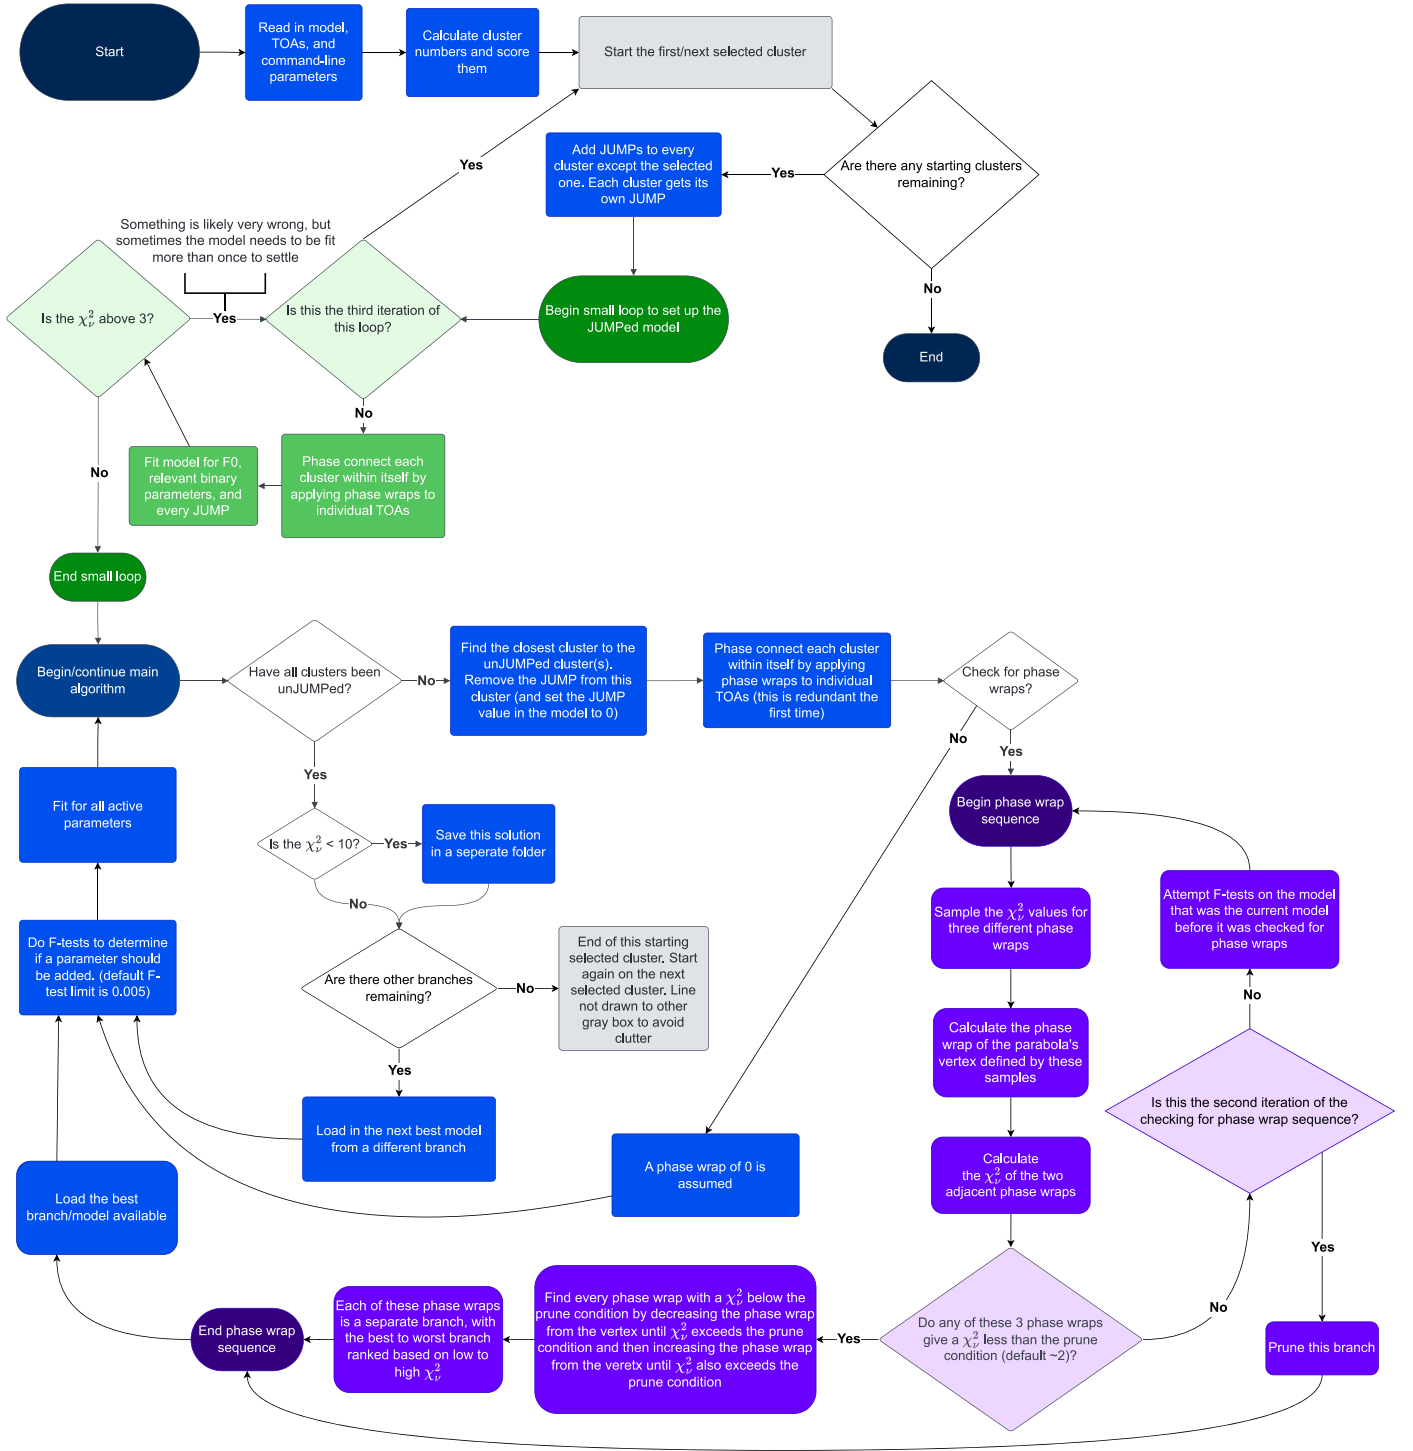 Start
Read in model,
TOAs, and
command-line
parameters
Calculate cluster
numbers and score
them
Start the first/next selected cluster
Are there any starting clusters
remaining?
Yes
No
End
Add JUMPs to every
cluster except the selected
one. Each cluster gets its
own JUMP
Begin small loop to set up the
JUMPed model
Yes
Is this the third iteration of
this loop?
Something is likely very wrong, but
sometimes the model needs to be fit
more than once to settle
Yes
Is the χ²ᵥ above 3?
No
Phase connect each
cluster within itself by
applying phase wraps to
individual TOAs
Fit model for F0,
relevant binary
parameters, and
every JUMP
No
End small loop
Begin/continue main
algorithm
Have all clusters been
unJUMPed?
No
Find the closest cluster to the
unJUMPed cluster(s).
Remove the JUMP from this
cluster (and set the JUMP
value in the model to 0)
Phase connect each cluster
within itself by applying
phase wraps to individual
TOAs (this is redundant the
first time)
Check for phase
wraps?
No
Yes
Yes
Is the χ²ᵥ < 10?
Yes
Save this solution
in a seperate folder
No
Are there other branches
remaining?
No
End of this starting
selected cluster. Start
again on the next
selected cluster. Line
not drawn to other
gray box to avoid
clutter
Yes
Load in the next best model
from a different branch
A phase wrap of 0 is
assumed
Fit for all active
parameters
Do F-tests to determine
if a parameter should
be added. (default F-
test limit is 0.005)
Load the best
branch/model available
Begin phase wrap
sequence
Sample the χ²ᵥ values for
three different phase
wraps
Calculate the phase
wrap of the parabola's
vertex defined by these
samples
Calculate
the χ²ᵥ of the two
adjacent phase wraps
Do any of these 3 phase wraps
give a χ²ᵥ less than the prune
condition (default ~2)?
Yes
No
Find every phase wrap with a χ²ᵥ below the
prune condition by decreasing the phase wrap
from the vertex until χ²ᵥ exceeds the prune
condition and then increasing the phase wrap
from the veretx until χ²ᵥ also exceeds the
prune condition
Each of these phase wraps
is a separate branch, with
the best to worst branch
ranked based on low to
high χ²ᵥ
End phase wrap
sequence
Attempt F-tests on the model
that was the current model
before it was checked for
phase wraps
No
Is this the second iteration of the
checking for phase wrap sequence?
Yes
Prune this branch